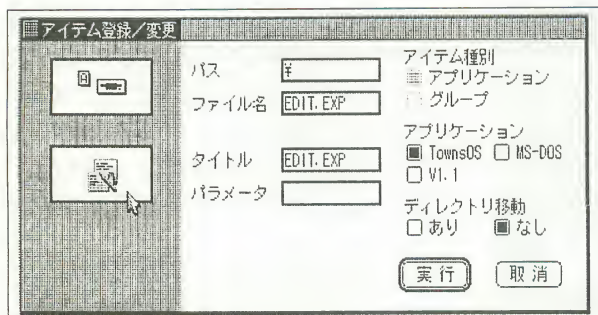 アイテム登録/変更
パス ¥
ファイル名 EDIT.EXP
タイトル EDIT.EXP
パラメータ
アイテム種別
アプリケーション
グループ
アプリケーション
TownsOS MS-DOS
V1.1
ディレクトリ移動
あり なし
実行 取消